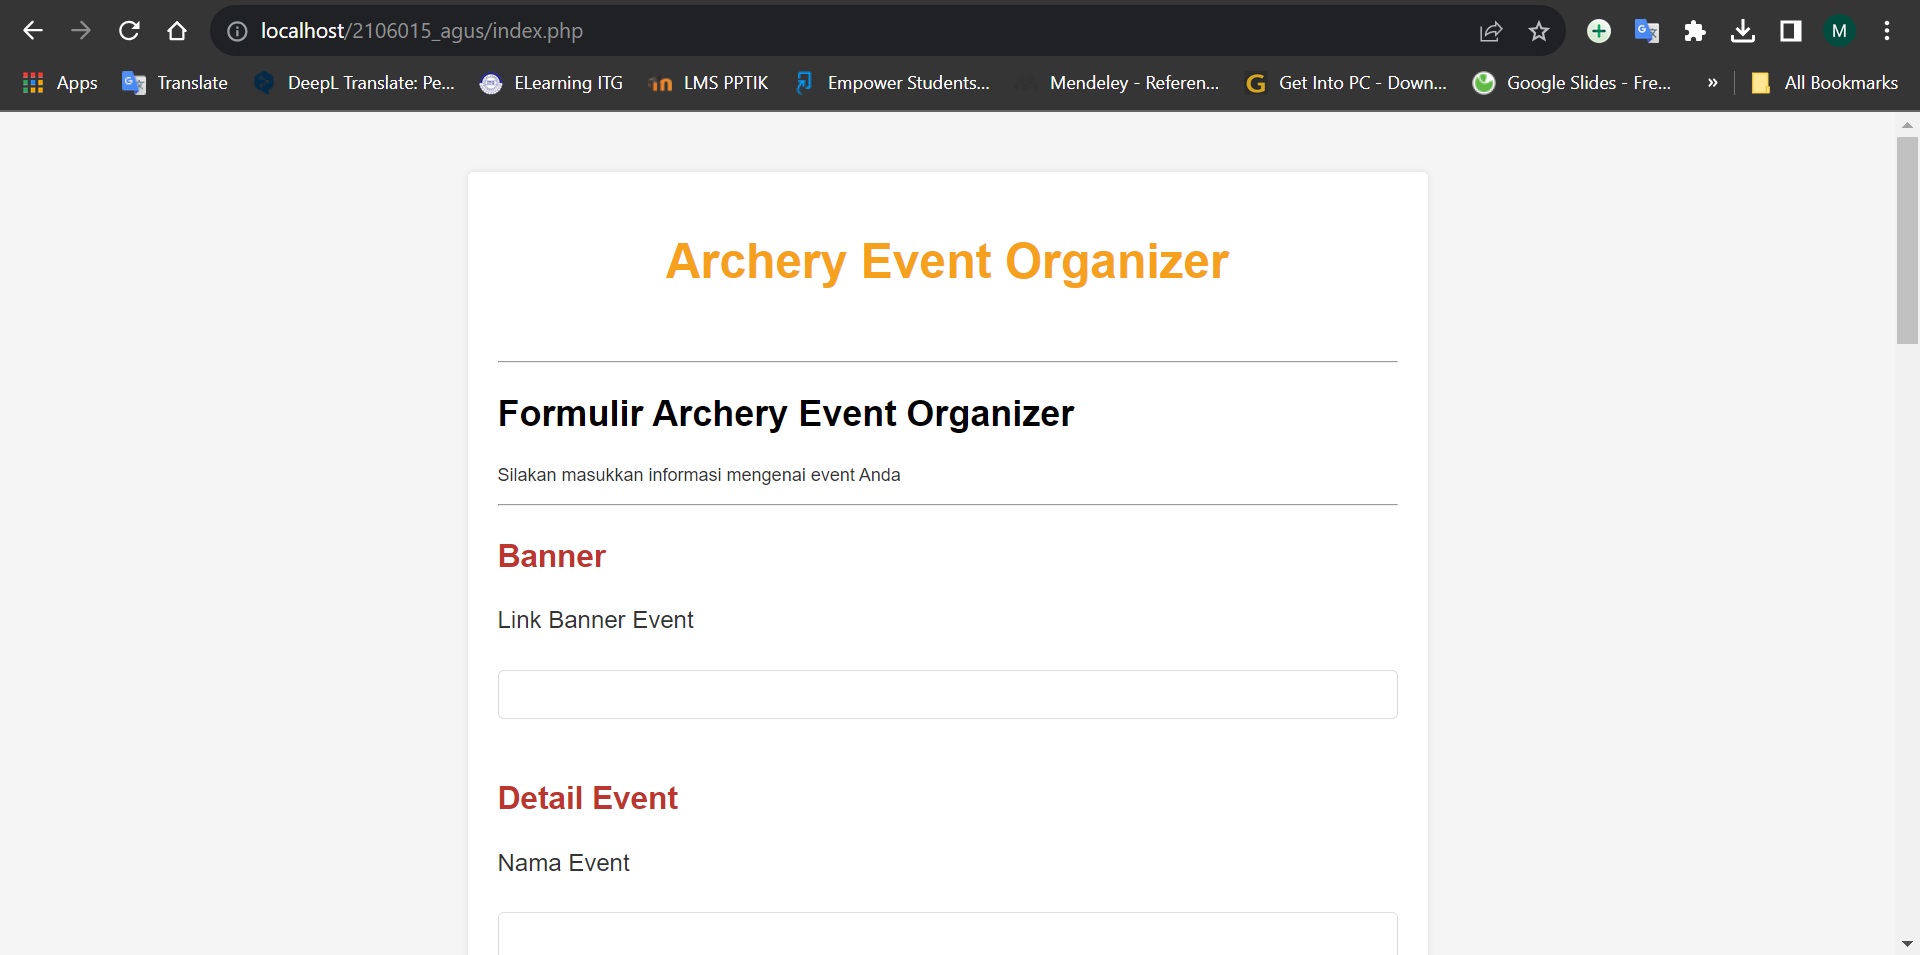 localhost/2106015_agus/index.php
M
Apps
Translate
DeepL Translate: Pe...
ELearning ITG
LMS PPTIK
Empower Students...
Mendeley - Referen...
Get Into PC - Down...
Google Slides - Fre...
»
All Bookmarks
Archery Event Organizer
Formulir Archery Event Organizer
Silakan masukkan informasi mengenai event Anda
Banner
Link Banner Event
Detail Event
Nama Event